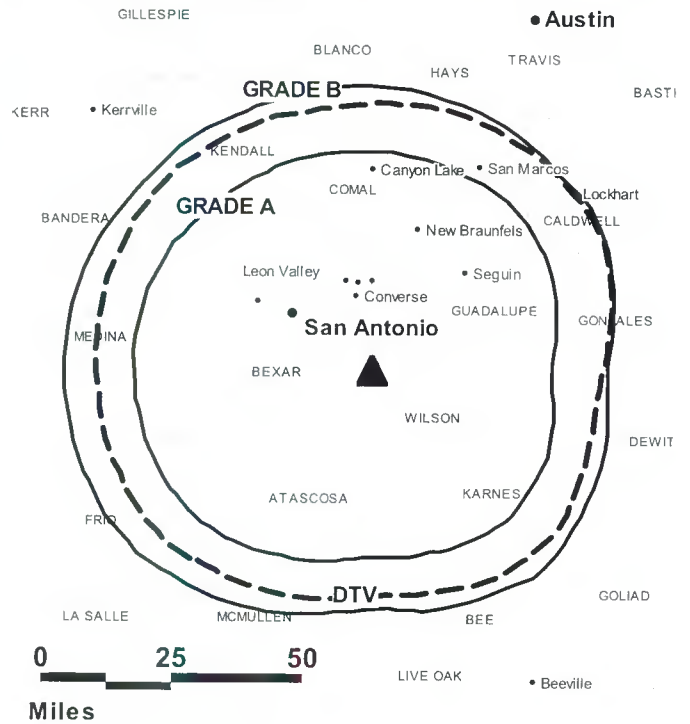 GILLESPIE
Austin
BLANCO
TRAVIS
HAYS
GRADE B
BASTI
KERR
Kerrville
KENDALL
Canyon Lake
San Marcos
COMAL
Lockhart
GRADE A
BANDERA
CALDWELL
New Braunfels
Leon Valley
Seguin
Converse
GUADALUPE
San Antonio
GONZALES
MEDINA
BEXAR
WILSON
DEWIT
ATASCOSA
KARNES
FRIO
DTV
GOLIAD
LA SALLE
MCMULLEN
BEE
0 25 50
LIVE OAK
Beeville
Miles